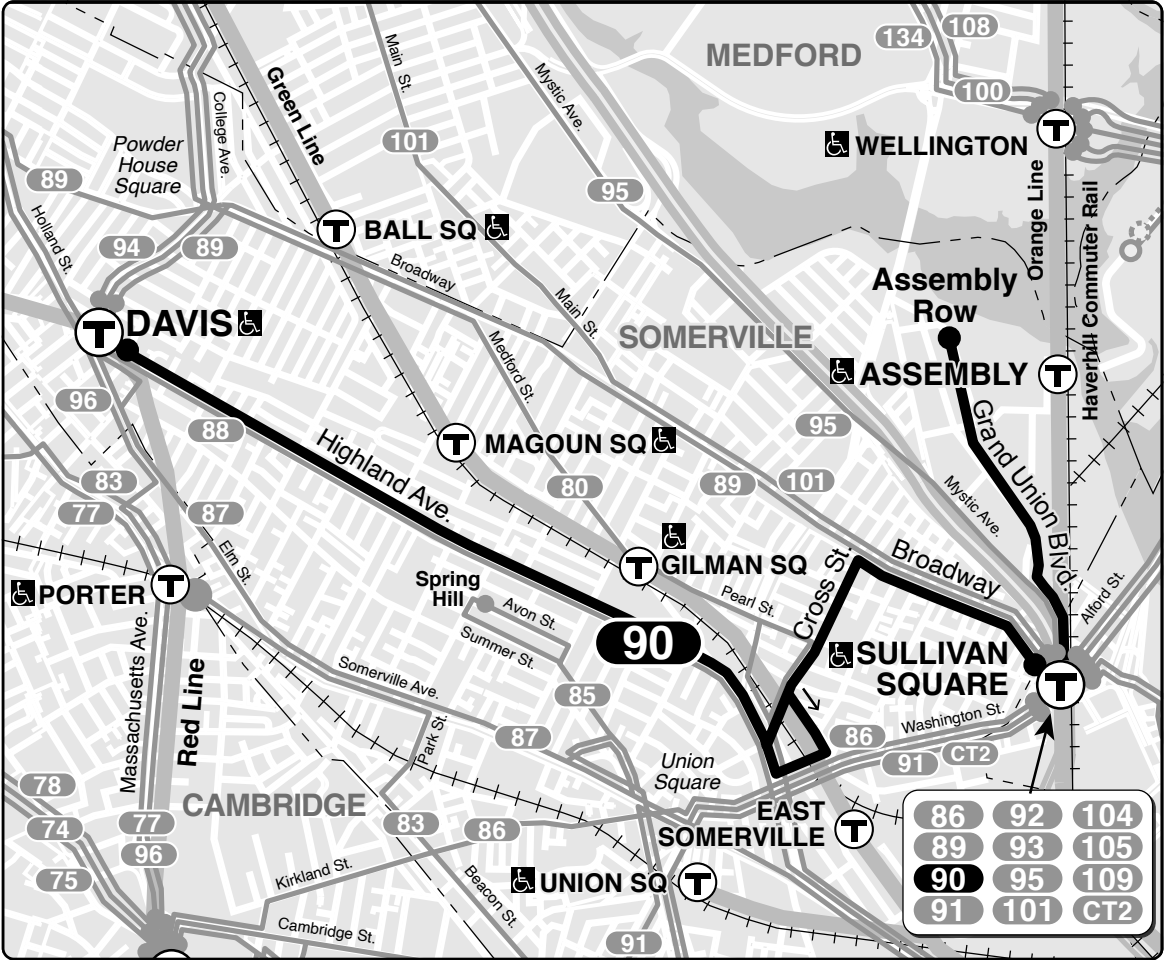 134
108
MEDFORD
100
Main St.
Mystic Ave.
Green Line
College Ave.
101
Powder
House
Square
T
WELLINGTON
89
95
Holland St.
94
89
T
BALL SQ
Broadway
Orange Line
Haverhill Commuter Rail
Assembly
Row
Main St.
SOMERVILLE
T
DAVIS
Medford St.
ASSEMBLY
T
96
88
95
Highland Ave.
T
MAGOUN SQ
Grand Union Blvd.
83
80
89
101
77
87
Mystic Ave.
Elm St.
T
GILMAN SQ
Broadway
Cross St.
PORTER
T
Spring
Hill
Avon St.
Pearl St.
Alford St.
Summer St.
90
SULLIVAN
SQUARE
T
Massachusetts Ave.
Red Line
Somerville Ave.
85
Washington St.
Park St.
87
86
91
CT2
Union
Square
78
CAMBRIDGE
74
77
83
86
EAST
SOMERVILLE
T
96
75
Kirkland St.
Beacon St.
UNION SQ
T
Cambridge St.
91
86
92
104
89
93
105
90
95
109
91
101
CT2